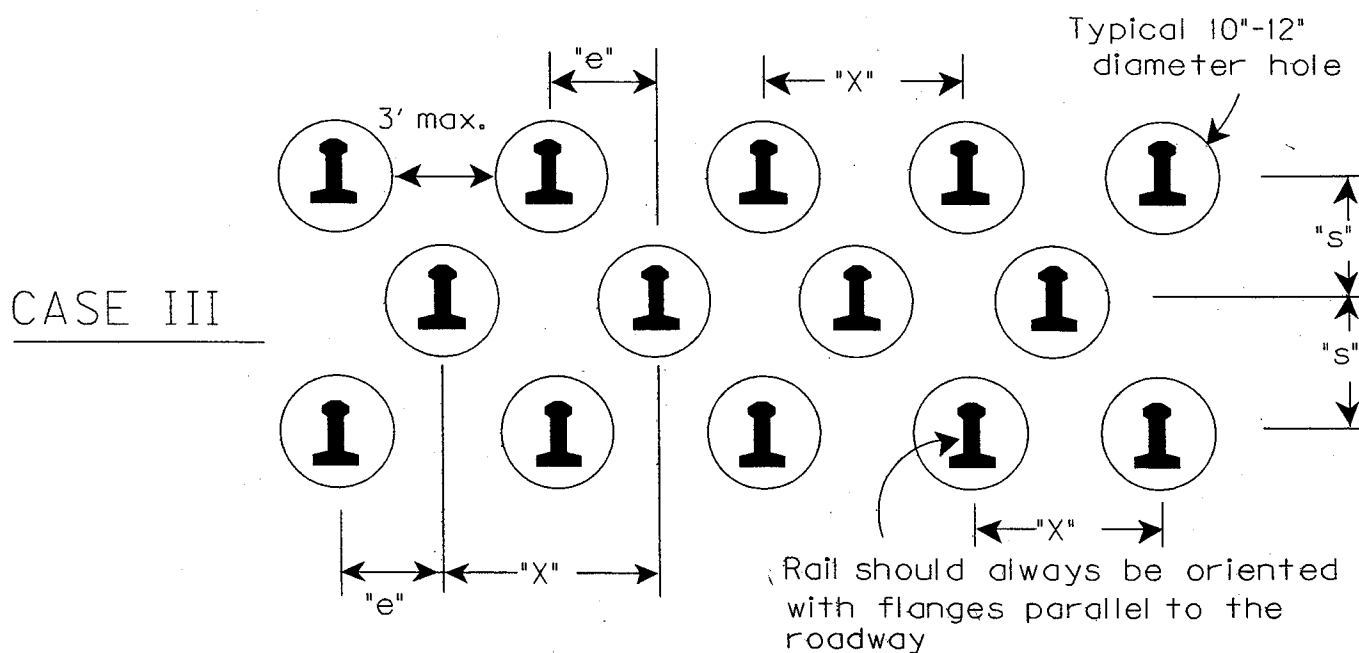 Typical 10"-12"
diameter hole
"e"
"X"
3' max.
"s"
CASE III
"s"
"X"
"X"
"e"
Rail should always be oriented
with flanges parallel to the
roadway